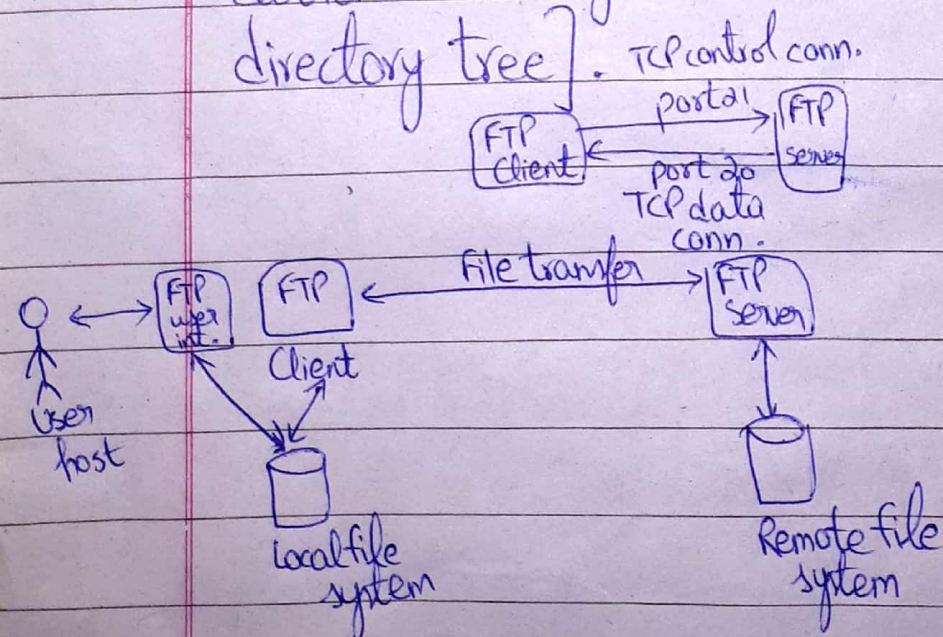 directory tree].
TCP control conn.
port 21
FTP
Client
FTP
server
port 20
TCP data
conn.
File transfer
FTP
user
int.
FTP
Client
FTP
Server
user
host
Local file
system
Remote file
system